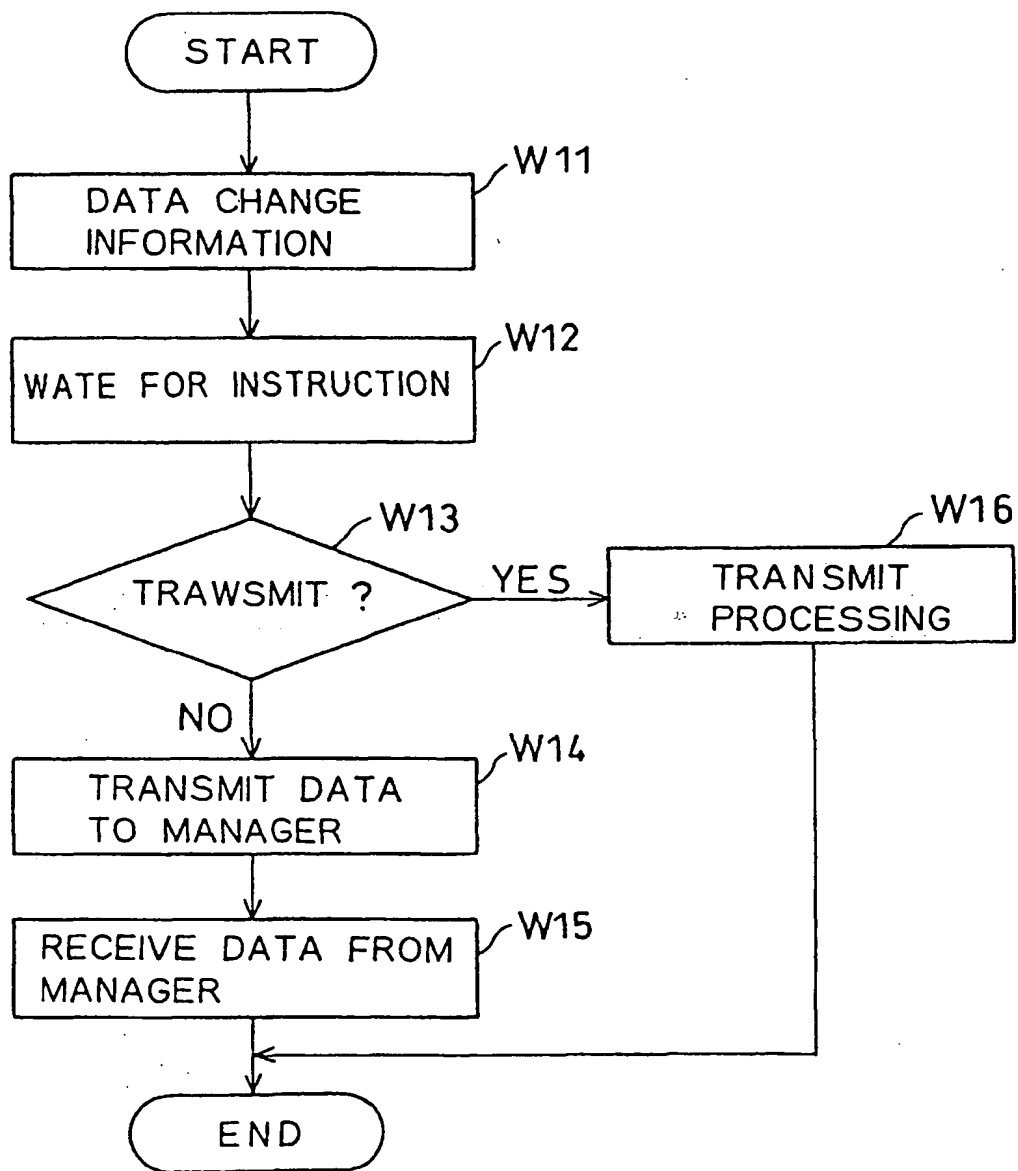 START
W11
DATA CHANGE
INFORMATION
W12
WATE FOR INSTRUCTION
W13
TRAWSMIT ?
YES
W16
TRANSMIT
PROCESSING
NO
W14
TRANSMIT DATA
TO MANAGER
W15
RECEIVE DATA FROM
MANAGER
END